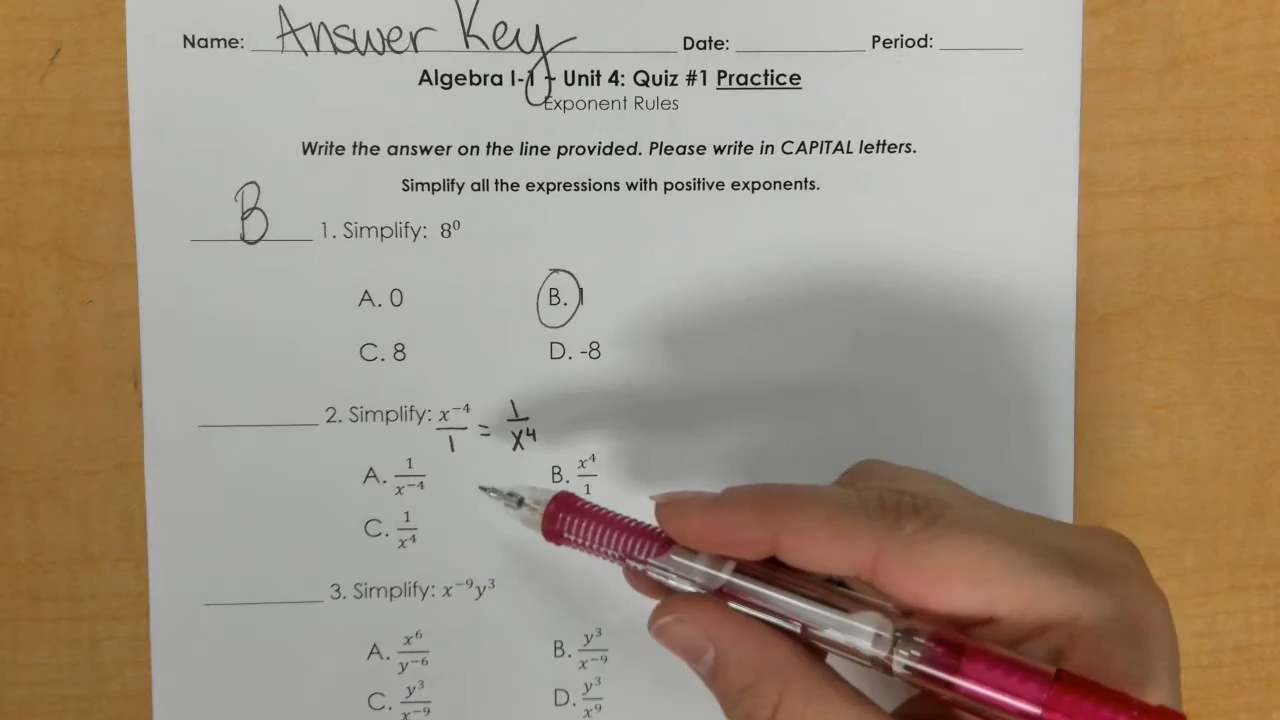 Name: Answer Key Date: Period:
Algebra I-1 - Unit 4: Quiz #1 Practice
Exponent Rules
Write the answer on the line provided. Please write in CAPITAL letters.
Simplify all the expressions with positive exponents.
B 1. Simplify: 8⁰
A. 0 B. 1
C. 8 D. -8
2. Simplify: x⁻⁴/1 = 1/x⁴
A. 1/x⁻⁴ B. x⁴/1
C. 1/x⁴
3. Simplify: x⁻⁹y³
A. x⁶/y⁻⁶ B. y³/x⁻⁹
C. y³/x⁻⁹ D. y³/x⁹